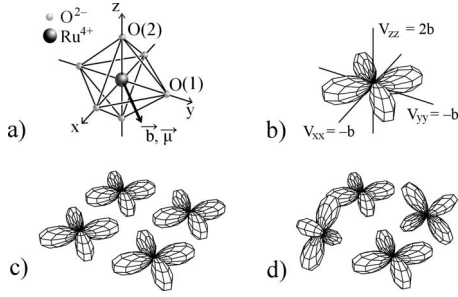 O²⁻
Ru⁴⁺
z
O(2)
O(1)
y
x
b, μ
a)
V_zz = 2b
V_xx = –b
V_yy = –b
b)
c)
d)